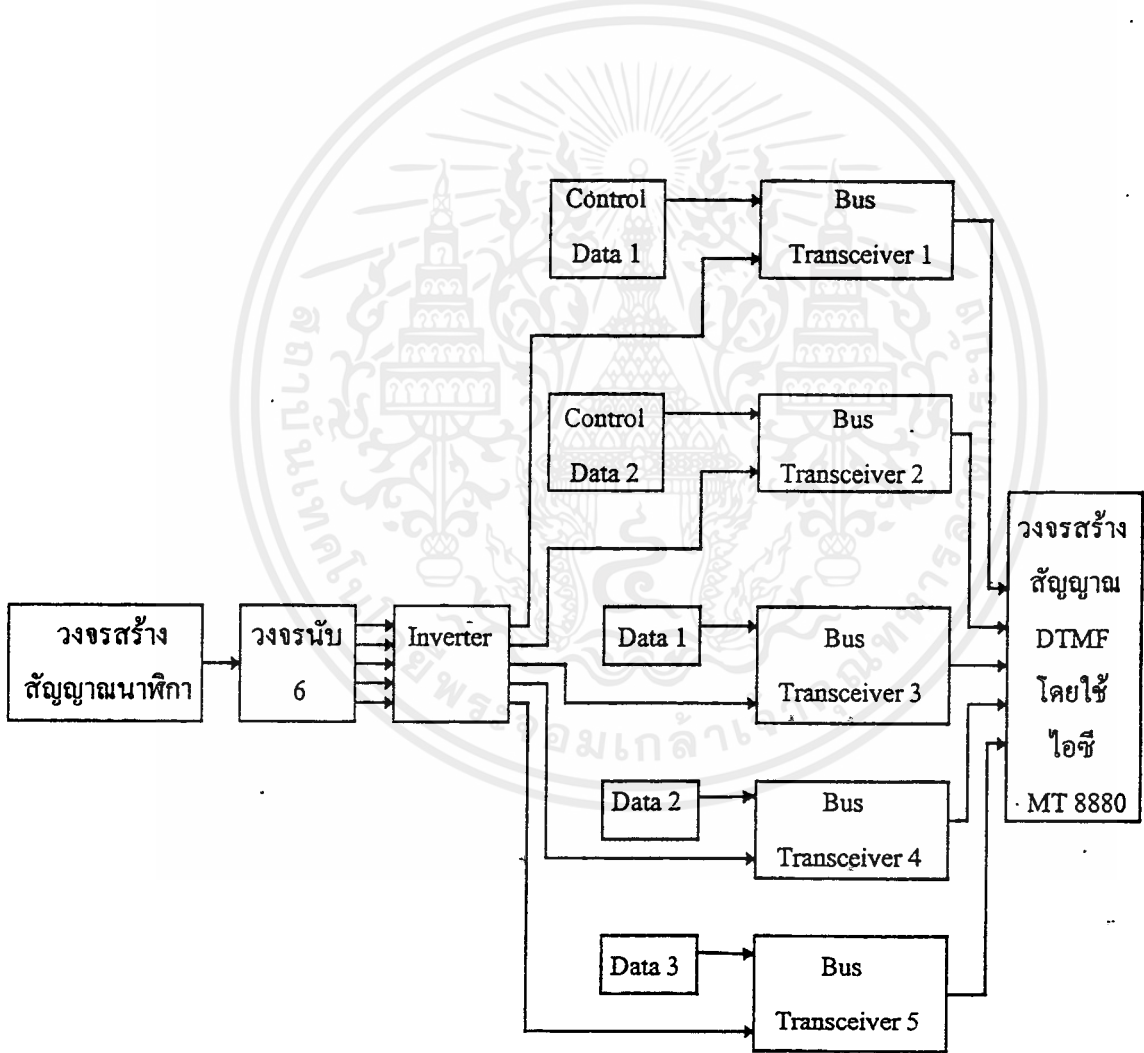 Control
Data 1
Bus
Transceiver 1
Control
Data 2
Bus
Transceiver 2
วงจรสร้าง
สัญญาณนาฬิกา
วงจรนับ
6
Inverter
Data 1
Bus
Transceiver 3
วงจรสร้าง
สัญญาณ
DTMF
โดยใช้
ไอซี
MT 8880
Data 2
Bus
Transceiver 4
Data 3
Bus
Transceiver 5